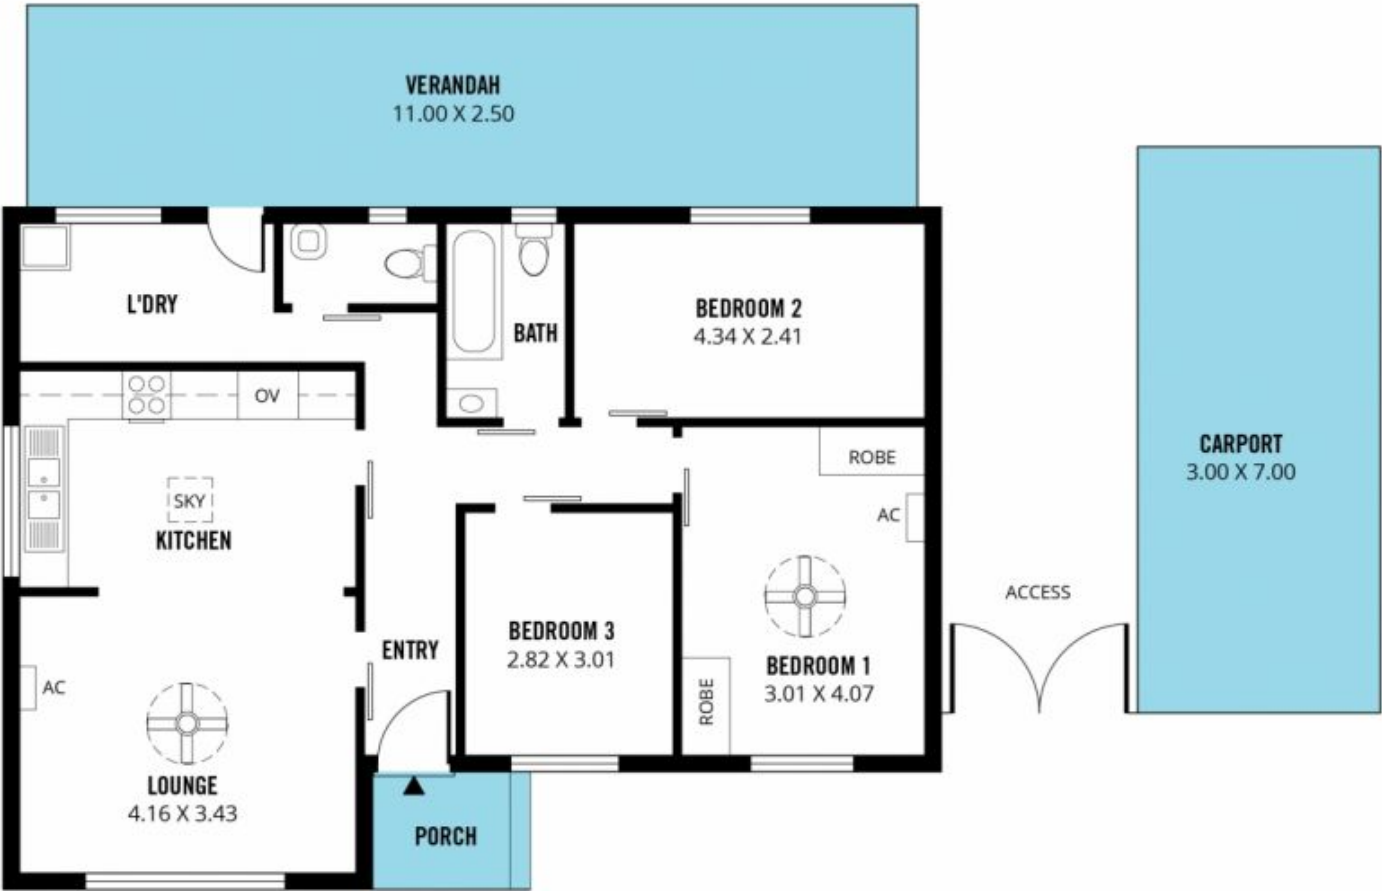 VERANDAH
11.00 X 2.50
L'DRY
BATH
BEDROOM 2
4.34 X 2.41
OV
SKY
KITCHEN
ROBE
AC
CARPORT
3.00 X 7.00
ACCESS
ENTRY
BEDROOM 3
2.82 X 3.01
BEDROOM 1
3.01 X 4.07
ROBE
AC
LOUNGE
4.16 X 3.43
PORCH